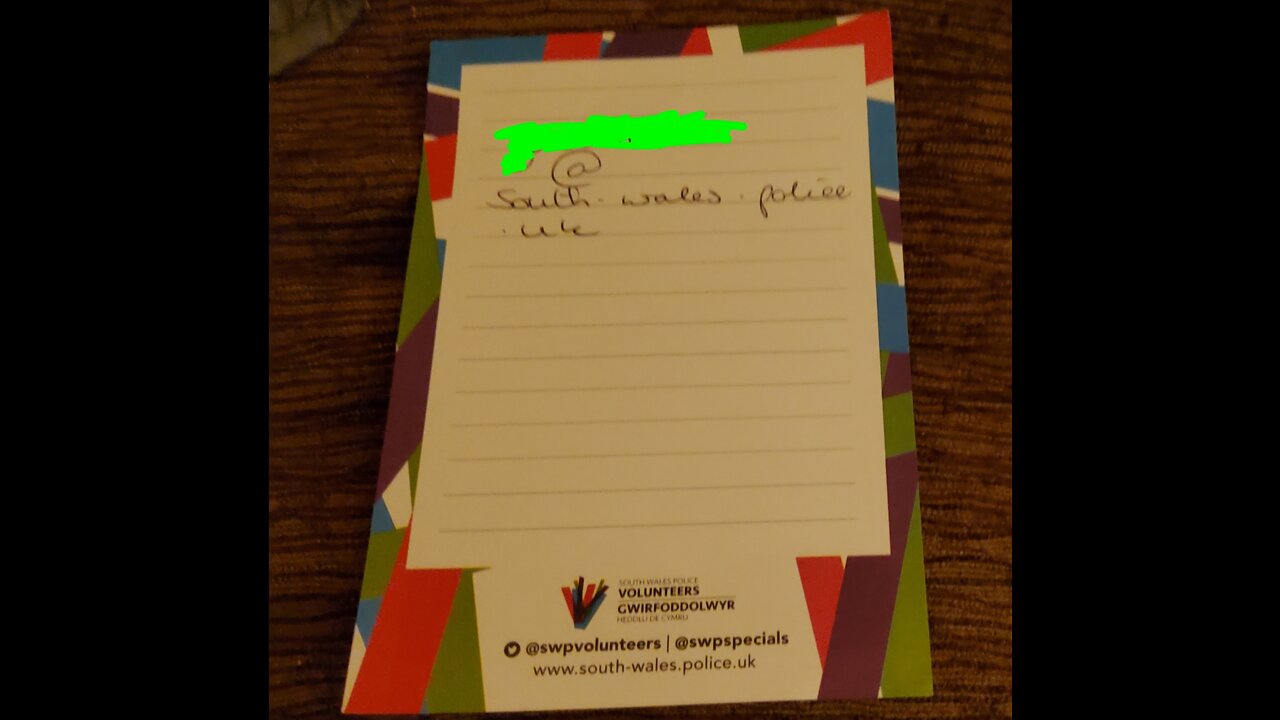 @
South-wales.police
.uk
SOUTH WALES POLICE
VOLUNTEERS
GWIRFODDOLWYR
HEDDLU DE CYMRU
@swpvolunteers | @swpspecials
www.south-wales.police.uk